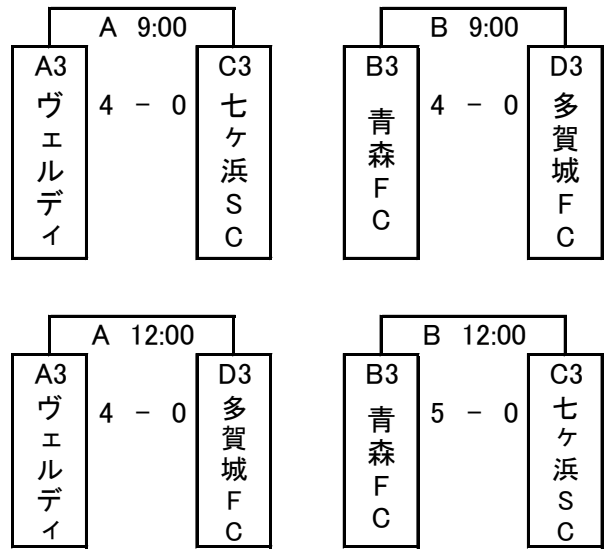 A 9:00
A3
ヴェルディ
4 － 0
C3
七ヶ浜SC
B 9:00
B3
青森FC
4 － 0
D3
多賀城FC
A 12:00
A3
ヴェルディ
4 － 0
D3
多賀城FC
B 12:00
B3
青森FC
5 － 0
C3
七ヶ浜SC